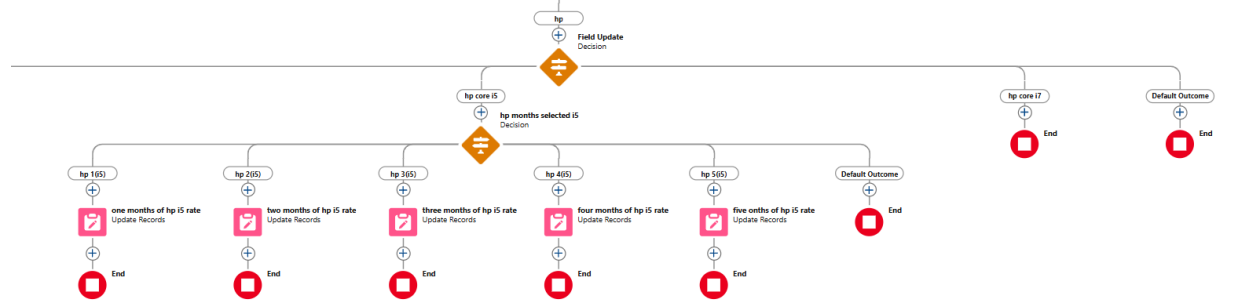 hp
Field Update
Decision
hp core i5
hp core i7
Default Outcome
hp months selected i5
Decision
End
End
hp 1(i5)
hp 2(i5)
hp 3(i5)
hp 4(i5)
hp 5(i5)
Default Outcome
one months of hp i5 rate
Update Records
two months of hp i5 rate
Update Records
three months of hp i5 rate
Update Records
four months of hp i5 rate
Update Records
five onths of hp i5 rate
Update Records
End
End
End
End
End
End